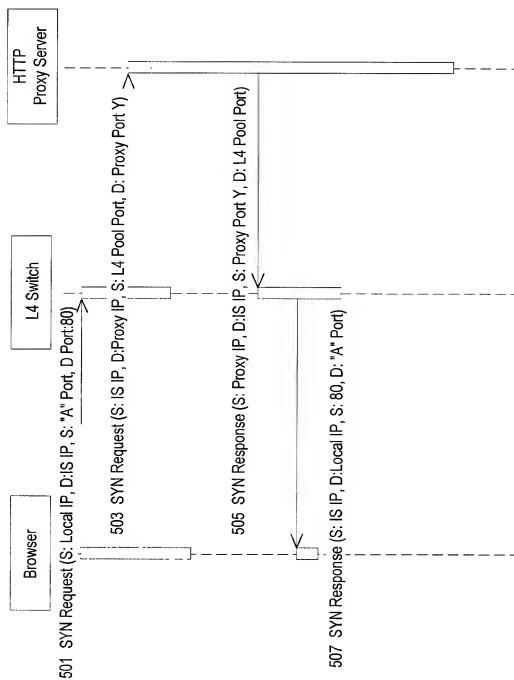 Browser
L4 Switch
HTTP
Proxy Server
501 SYN Request (S: Local IP, D:IS IP, S: "A" Port, D Port:80)
503 SYN Request (S: IS IP, D:Proxy IP, S: L4 Pool Port, D: Proxy Port Y)
505 SYN Response (S: Proxy IP, D:IS IP, S: Proxy Port Y, D: L4 Pool Port)
507 SYN Response (S: IS IP, D:Local IP, S: 80, D: "A" Port)